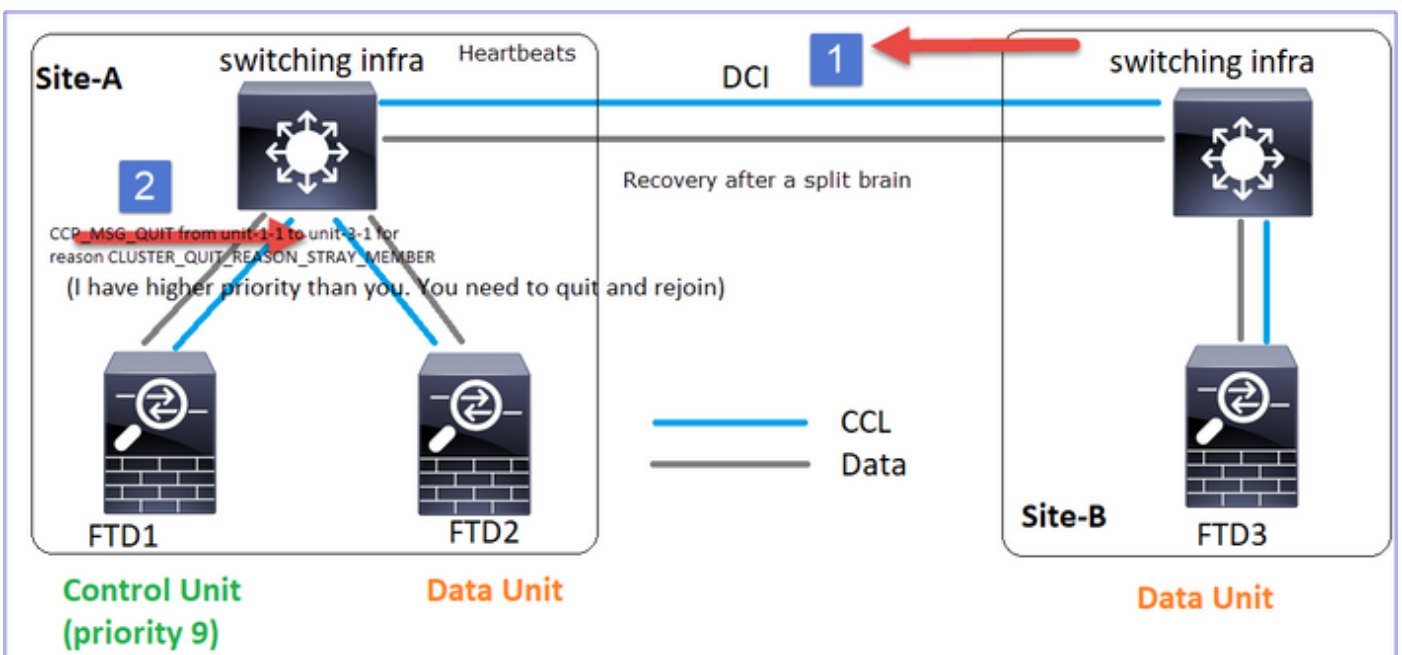 Site-A
switching infra
Heartbeats
DCI
1
switching infra
2
Recovery after a split brain
CCP_MSG_QUIT from unit-1-1 to unit-3-1 for
reason CLUSTER_QUIT_REASON_STRAY_MEMBER
(I have higher priority than you. You need to quit and rejoin)
CCL
Data
FTD1
FTD2
Site-B
FTD3
Control Unit
(priority 9)
Data Unit
Data Unit